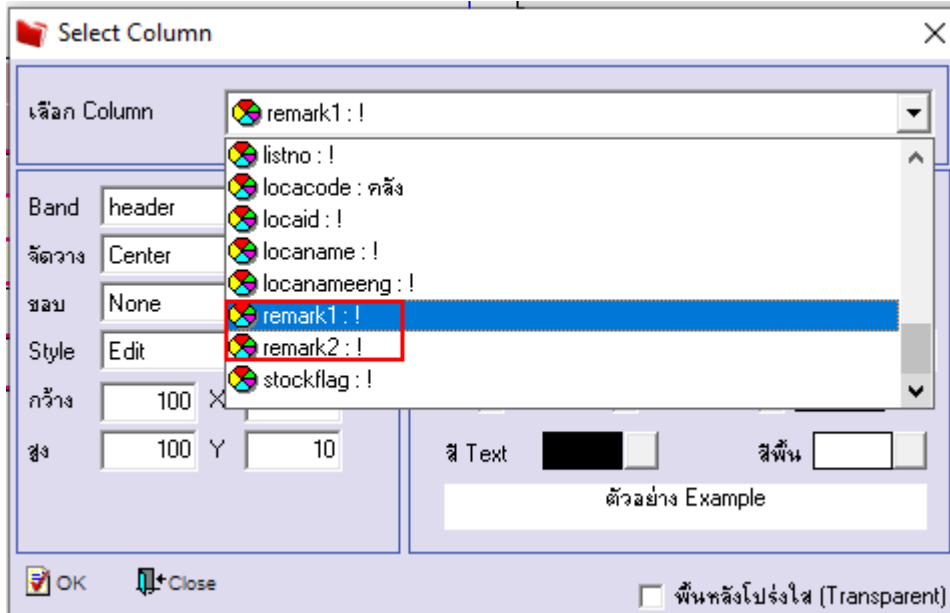 Select Column
เลือก Column
remark1 : !
listno : !
locacode : คลัง
locaid : !
locaname : !
locanameeng : !
remark1 : !
remark2 : !
stockflag : !
Band header
จัดวาง Center
ขอบ None
Style Edit
กว้าง 100 X
สูง 100 Y 10
สี Text สีพื้น
ตัวอย่าง Example
OK Close
พื้นหลังโปร่งใส (Transparent)